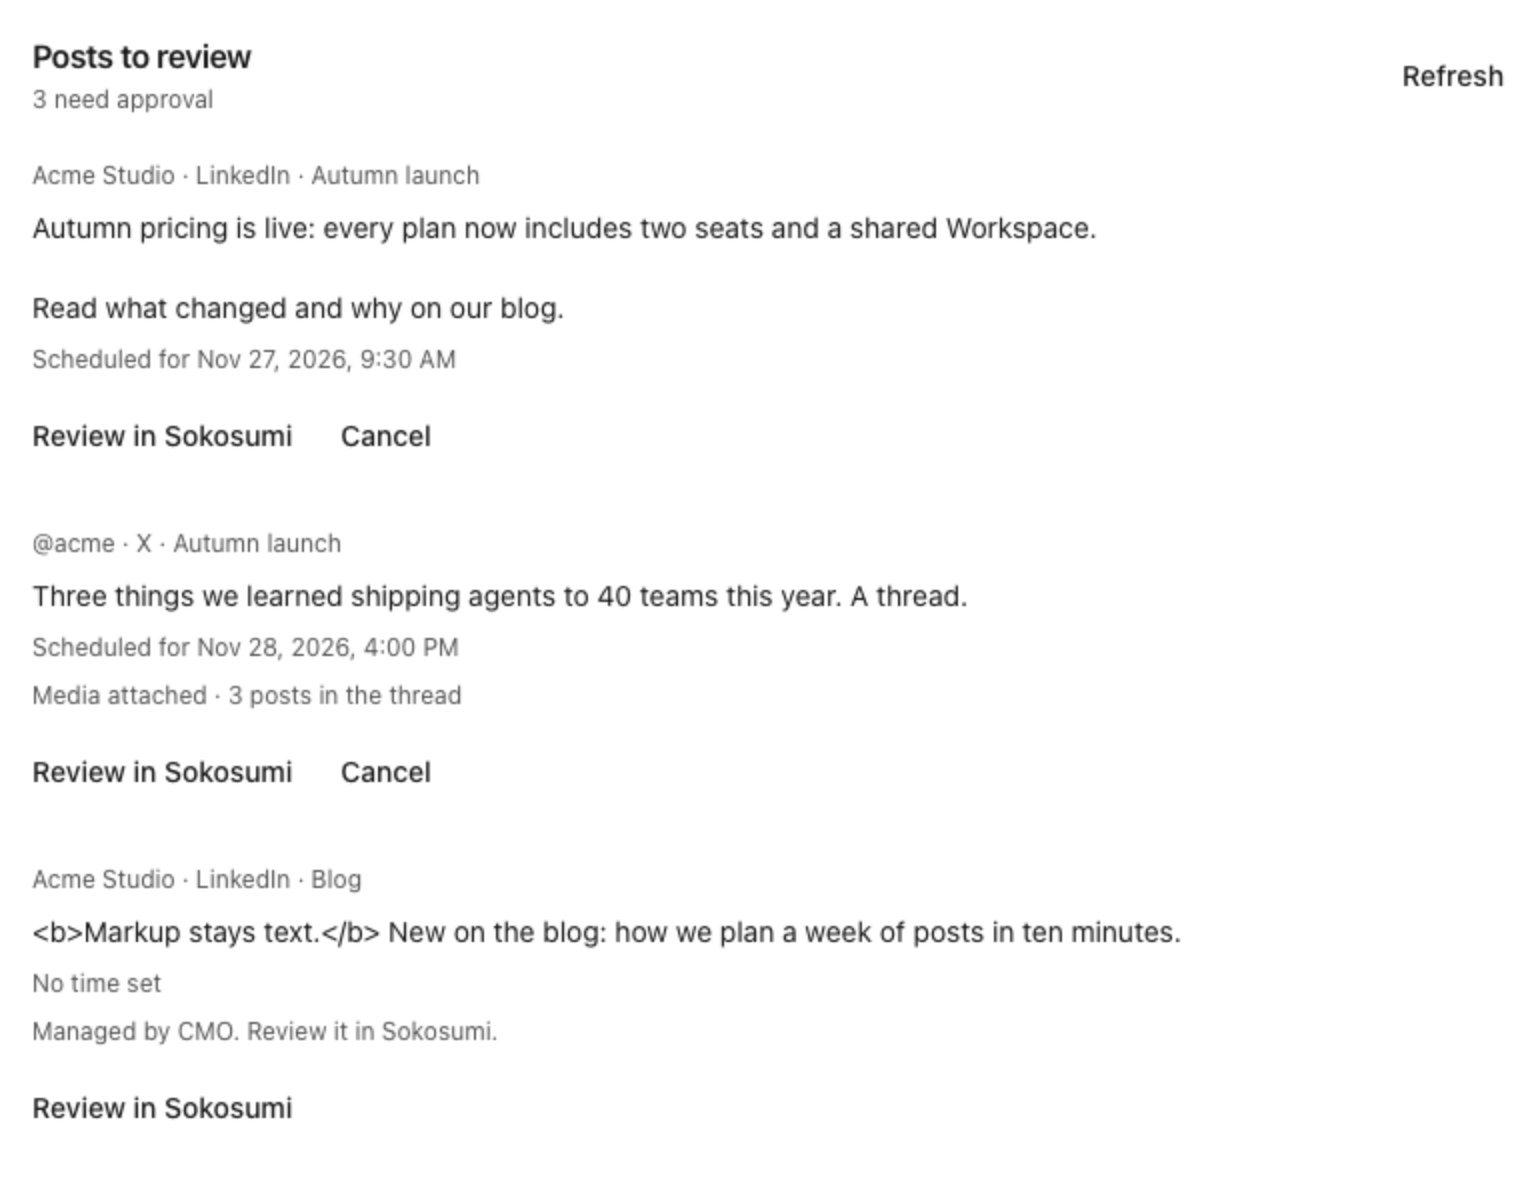 Posts to review
3 need approval
Refresh
Acme Studio · LinkedIn · Autumn launch
Autumn pricing is live: every plan now includes two seats and a shared Workspace.
Read what changed and why on our blog.
Scheduled for Nov 27, 2026, 9:30 AM
Review in Sokosumi Cancel
@acme · X · Autumn launch
Three things we learned shipping agents to 40 teams this year. A thread.
Scheduled for Nov 28, 2026, 4:00 PM
Media attached · 3 posts in the thread
Review in Sokosumi Cancel
Acme Studio · LinkedIn · Blog
<b>Markup stays text.</b> New on the blog: how we plan a week of posts in ten minutes.
No time set
Managed by CMO. Review it in Sokosumi.
Review in Sokosumi